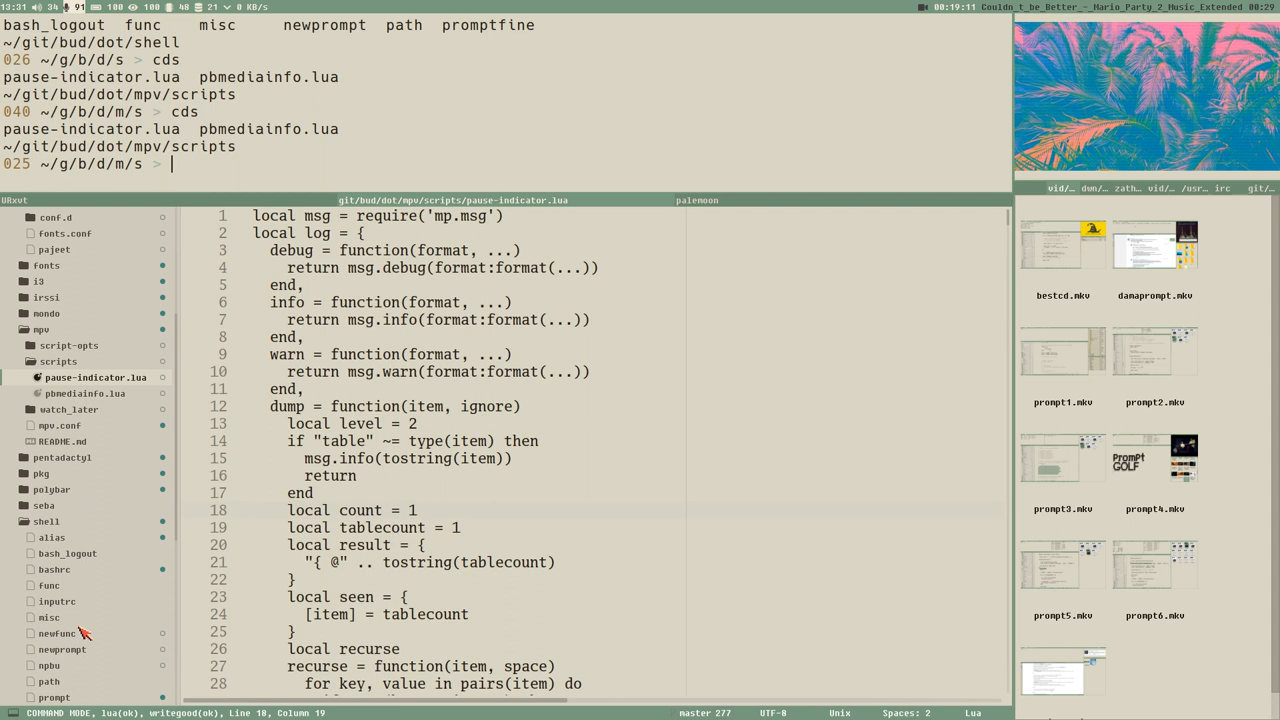 13:31 34 91 100 100 48 21 0 KB/s
00:19:11 Couldn_t_be_Better_-_Mario_Party_2_Music_Extended 00:29
bash_logout func misc newprompt path promptfine
~/git/bud/dot/shell
026 ~/g/b/d/s > cds
pause-indicator.lua pbmediainfo.lua
~/git/bud/dot/mpv/scripts
040 ~/g/b/d/m/s > cds
pause-indicator.lua pbmediainfo.lua
~/git/bud/dot/mpv/scripts
025 ~/g/b/d/m/s >
URxvt
git/bud/dot/mpv/scripts/pause-indicator.lua
palemoon
conf.d
fonts.conf
pajeet
fonts
i3
irssi
mondo
mpv
script-opts
scripts
pause-indicator.lua
pbmediainfo.lua
watch_later
mpv.conf
README.md
pentadactyl
pkg
polybar
seba
shell
alias
bash_logout
bashrc
func
inputrc
misc
newfunc
newprompt
npbu
path
prompt
1 local msg = require('mp.msg')
2 local log = {
3 debug = function(format, ...)
4 return msg.debug(format:format(...))
5 end,
6 info = function(format, ...)
7 return msg.info(format:format(...))
8 end,
9 warn = function(format, ...)
10 return msg.warn(format:format(...))
11 end,
12 dump = function(item, ignore)
13 local level = 2
14 if "table" ~= type(item) then
15 msg.info(tostring(item))
16 return
17 end
18 local count = 1
19 local tablecount = 1
20 local result = {
21 "{ @" .. tostring(tablecount)
22 }
23 local seen = {
24 [item] = tablecount
25 }
26 local recurse
27 recurse = function(item, space)
28 for key, value in pairs(item) do
vid/… dwn/… zath… vid/… /usr… irc git/…
bestcd.mkv damaprompt.mkv
prompt1.mkv prompt2.mkv
PromPt
GOLF
prompt3.mkv prompt4.mkv
prompt5.mkv prompt6.mkv
COMMAND MODE, lua(ok), writegood(ok), Line 18, Column 19
master 277 UTF-8 Unix Spaces: 2 Lua